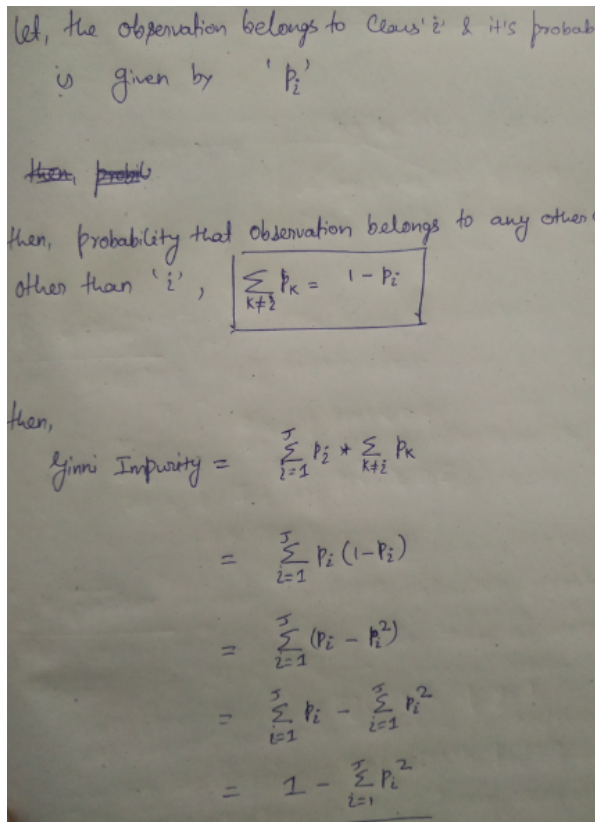 let, the observation belongs to Class 'i' & it's probab
is given by 'pi'
then, probil
then, probability that observation belongs to any other
other than 'i', ∑k≠i pk = 1 - pi
then,
Ginni Impurity = ∑i=1^J pi * ∑k≠i pk
= ∑i=1^J pi (1-pi)
= ∑i=1^J (pi - pi²)
= ∑i=1^J pi - ∑i=1^J pi²
= 1 - ∑i=1^J pi²